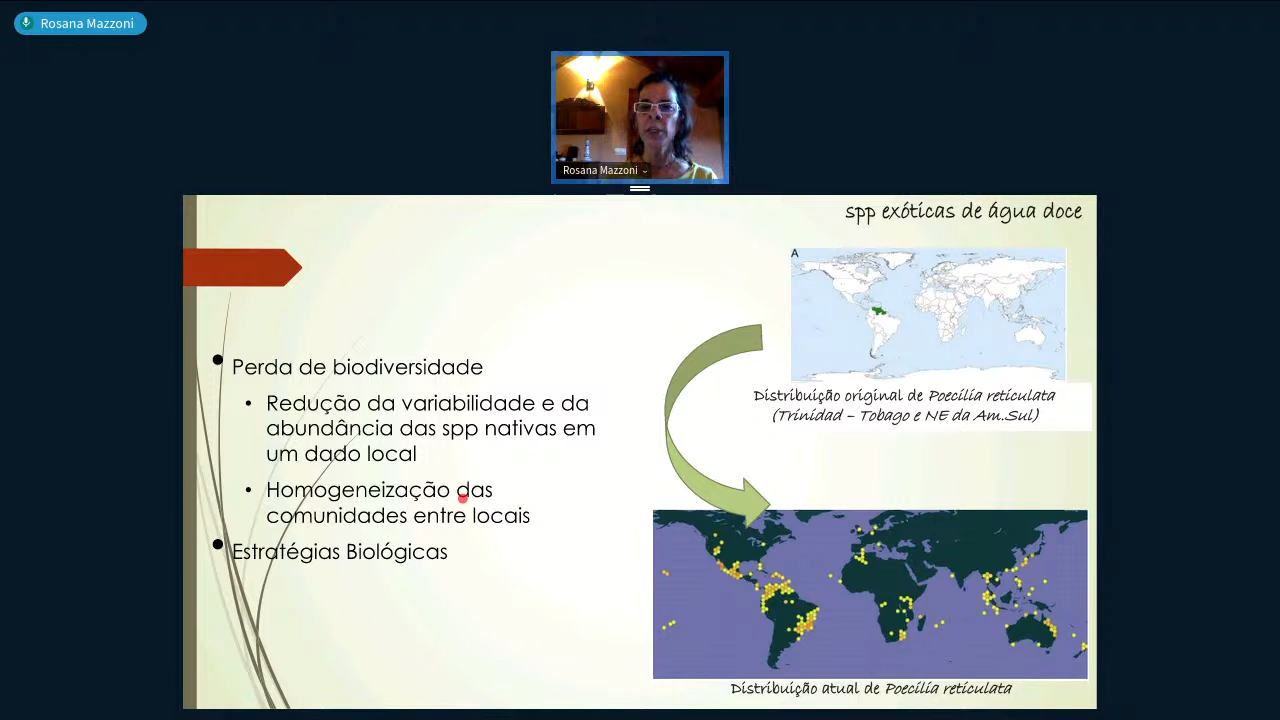 Rosana Mazzoni
Rosana Mazzoni
spp exóticas de água doce
A
Distribuição original de Poecilia reticulata
(Trinidad – Tobago e NE da Am.Sul)
• Perda de biodiversidade
• Redução da variabilidade e da
abundância das spp nativas em
um dado local
• Homogeneização das
comunidades entre locais
• Estratégias Biológicas
Distribuição atual de Poecilia reticulata